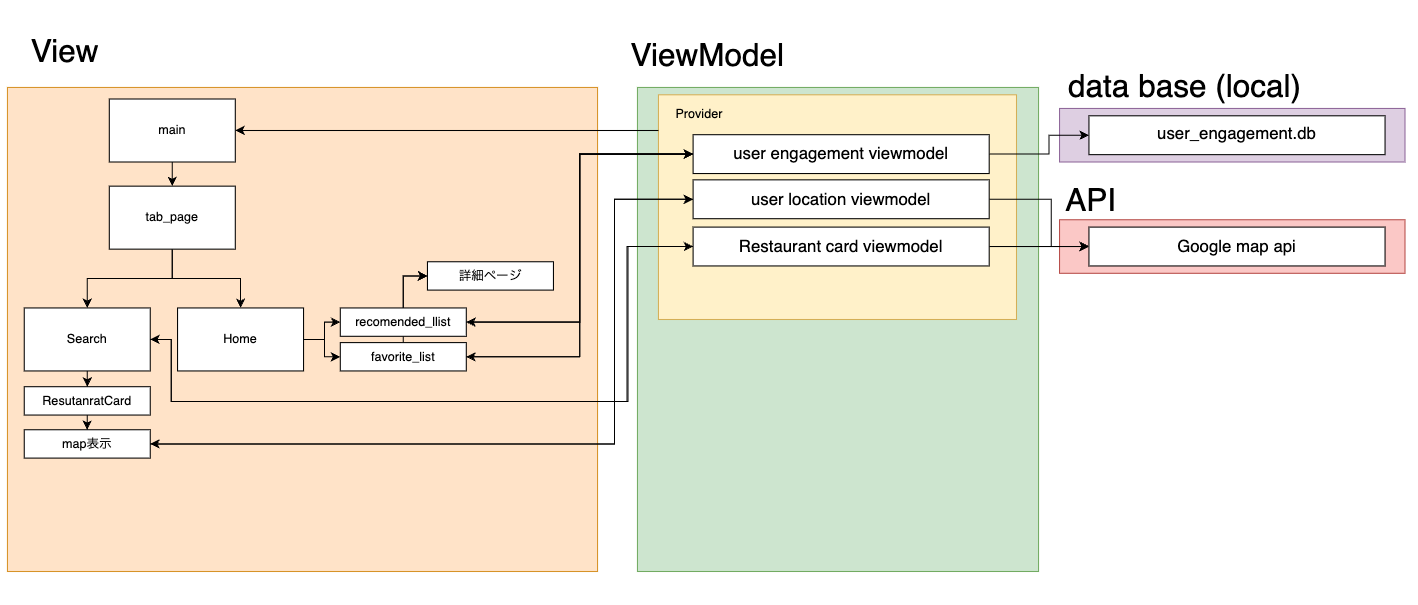 View
ViewModel
data base (local)
main
Provider
user engagement viewmodel
user_engagement.db
tab_page
user location viewmodel
API
Restaurant card viewmodel
Google map api
詳細ページ
Search
Home
recomended_llist
favorite_list
ResutanratCard
map表示